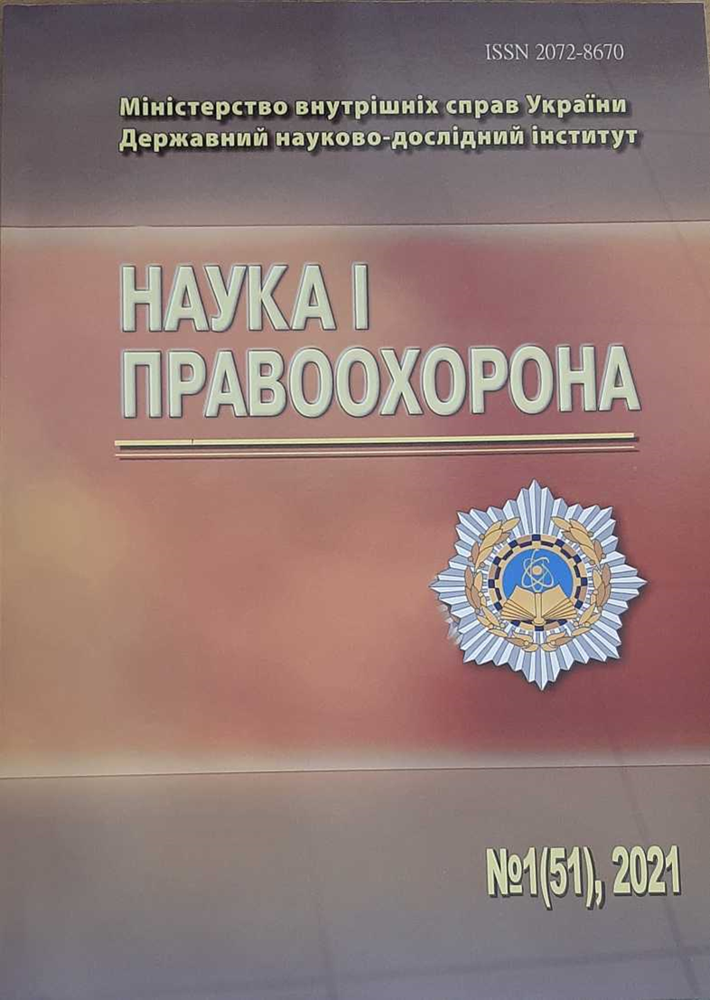 ISSN 2072-8670
Міністерство внутрішніх справ України
Державний науково-дослідний інститут
НАУКА І
ПРАВООХОРОНА
№1(51), 2021